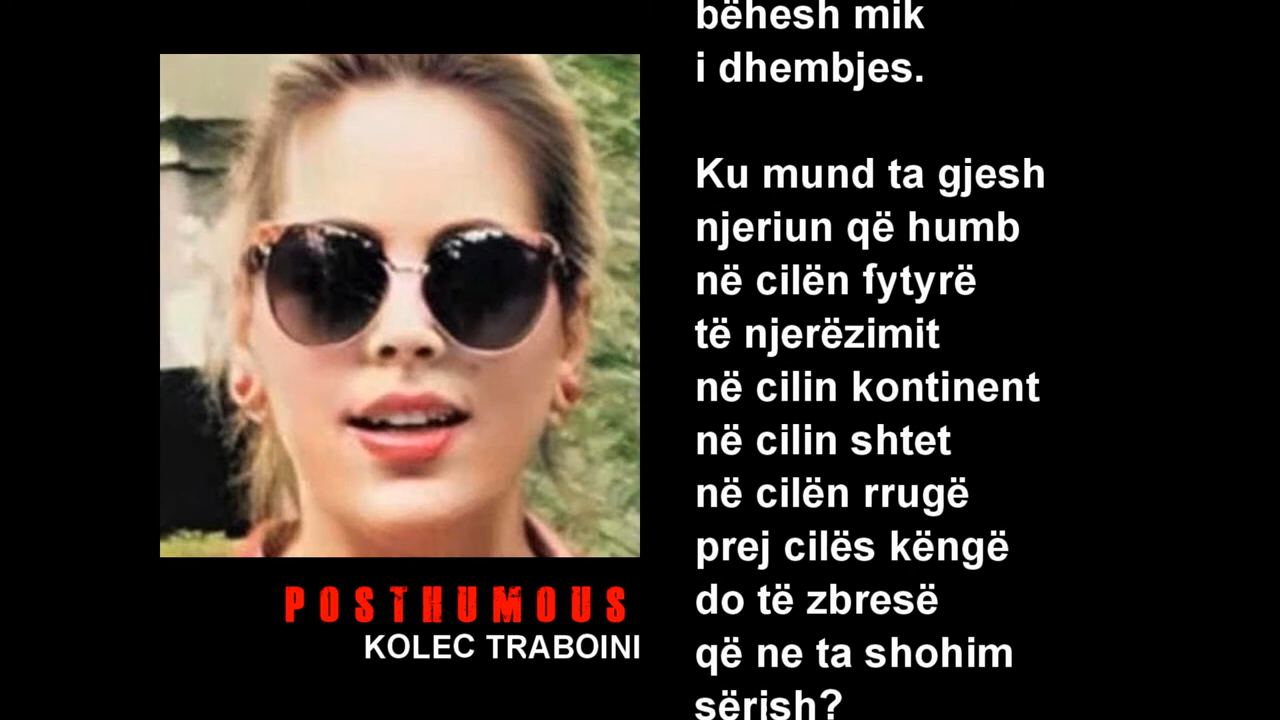 bëhesh mik
i dhembjes.
Ku mund ta gjesh
njeriun që humb
në cilën fytyrë
të njerëzimit
në cilin kontinent
në cilin shtet
në cilën rrugë
prej cilës këngë
do të zbresë
që ne ta shohim
sërish?
POSTHUMOUS
KOLEC TRABOINI